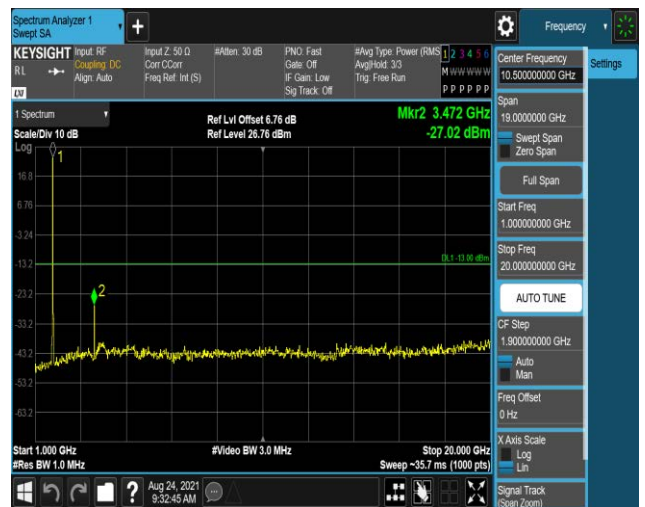 Spectrum Analyzer 1
Swept SA
+
Frequency
KEYSIGHT
RL
LXI
Input: RF
Coupling: DC
Align: Auto
Input Z: 50 Ω
Corr CCorr
Freq Ref: Int (S)
#Atten: 30 dB
PNO: Fast
Gate: Off
IF Gain: Low
Sig Track: Off
#Avg Type: Power (RMS
Avg|Hold: 3/3
Trig: Free Run
1 2 3 4 5 6
M W W W W W
P P P P P P
1 Spectrum
Scale/Div 10 dB
Log
Ref Lvl Offset 6.76 dB
Ref Level 26.76 dBm
Mkr2 3.472 GHz
-27.02 dBm
1
16.8
6.76
-3.24
-13.2
-23.2
-33.2
-43.2
-53.2
-63.2
DL1 -13.00 dBm
2
Start 1.000 GHz
#Res BW 1.0 MHz
#Video BW 3.0 MHz
Stop 20.000 GHz
Sweep ~35.7 ms (1000 pts)
?
Aug 24, 2021
9:32:45 AM
Center Frequency
10.500000000 GHz
Span
19.0000000 GHz
Swept Span
Zero Span
Full Span
Start Freq
1.000000000 GHz
Stop Freq
20.000000000 GHz
AUTO TUNE
CF Step
1.900000000 GHz
Auto
Man
Freq Offset
0 Hz
X Axis Scale
Log
Lin
Signal Track
(Span Zoom)
Settings